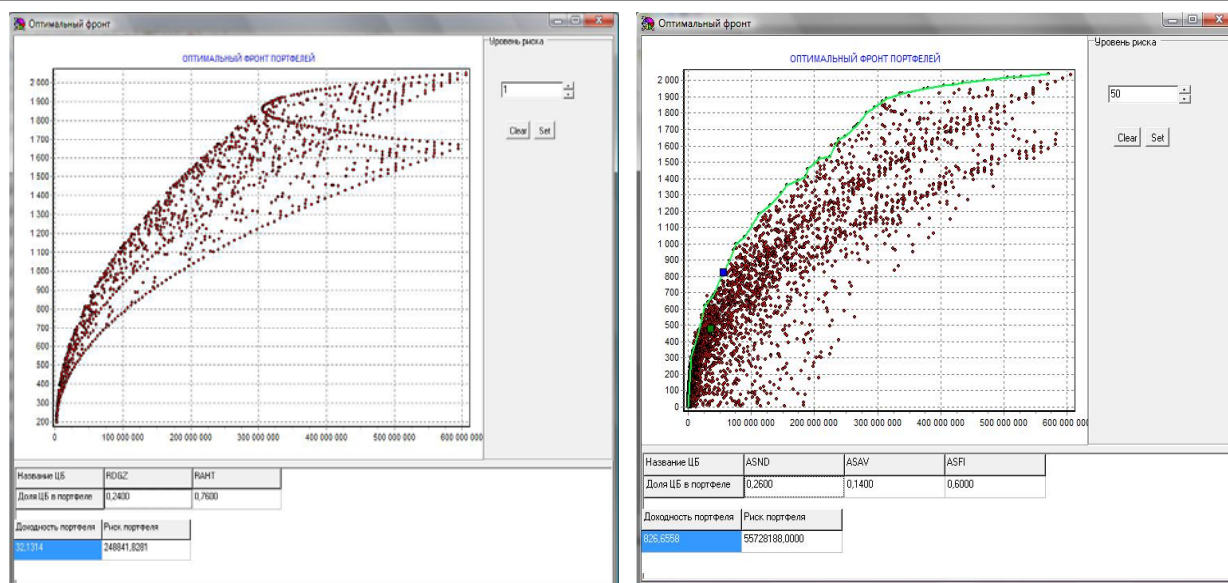 Оптимальный фронт
ОПТИМАЛЬНЫЙ ФРОНТ ПОРТФЕЛЕЙ
Уровень риска
1
Clear Set
2 000
1 900
1 800
1 700
1 600
1 500
1 400
1 300
1 200
1 100
1 000
900
800
700
600
500
400
300
200
0 100 000 000 200 000 000 300 000 000 400 000 000 500 000 000 600 000 000
Название ЦБ RDGZ RAHT
Доля ЦБ в портфеле 0,2400 0,7600
Доходность портфеля Риск портфеля
32,1314 248841,8281
Оптимальный фронт
ОПТИМАЛЬНЫЙ ФРОНТ ПОРТФЕЛЕЙ
Уровень риска
50
Clear Set
2 000
1 900
1 800
1 700
1 600
1 500
1 400
1 300
1 200
1 100
1 000
900
800
700
600
500
400
300
200
100
0
0 100 000 000 200 000 000 300 000 000 400 000 000 500 000 000 600 000
Название ЦБ ASND ASAV ASFI
Доля ЦБ в портфеле 0,2600 0,1400 0,6000
Доходность портфеля Риск портфеля
826,6558 55728188,0000